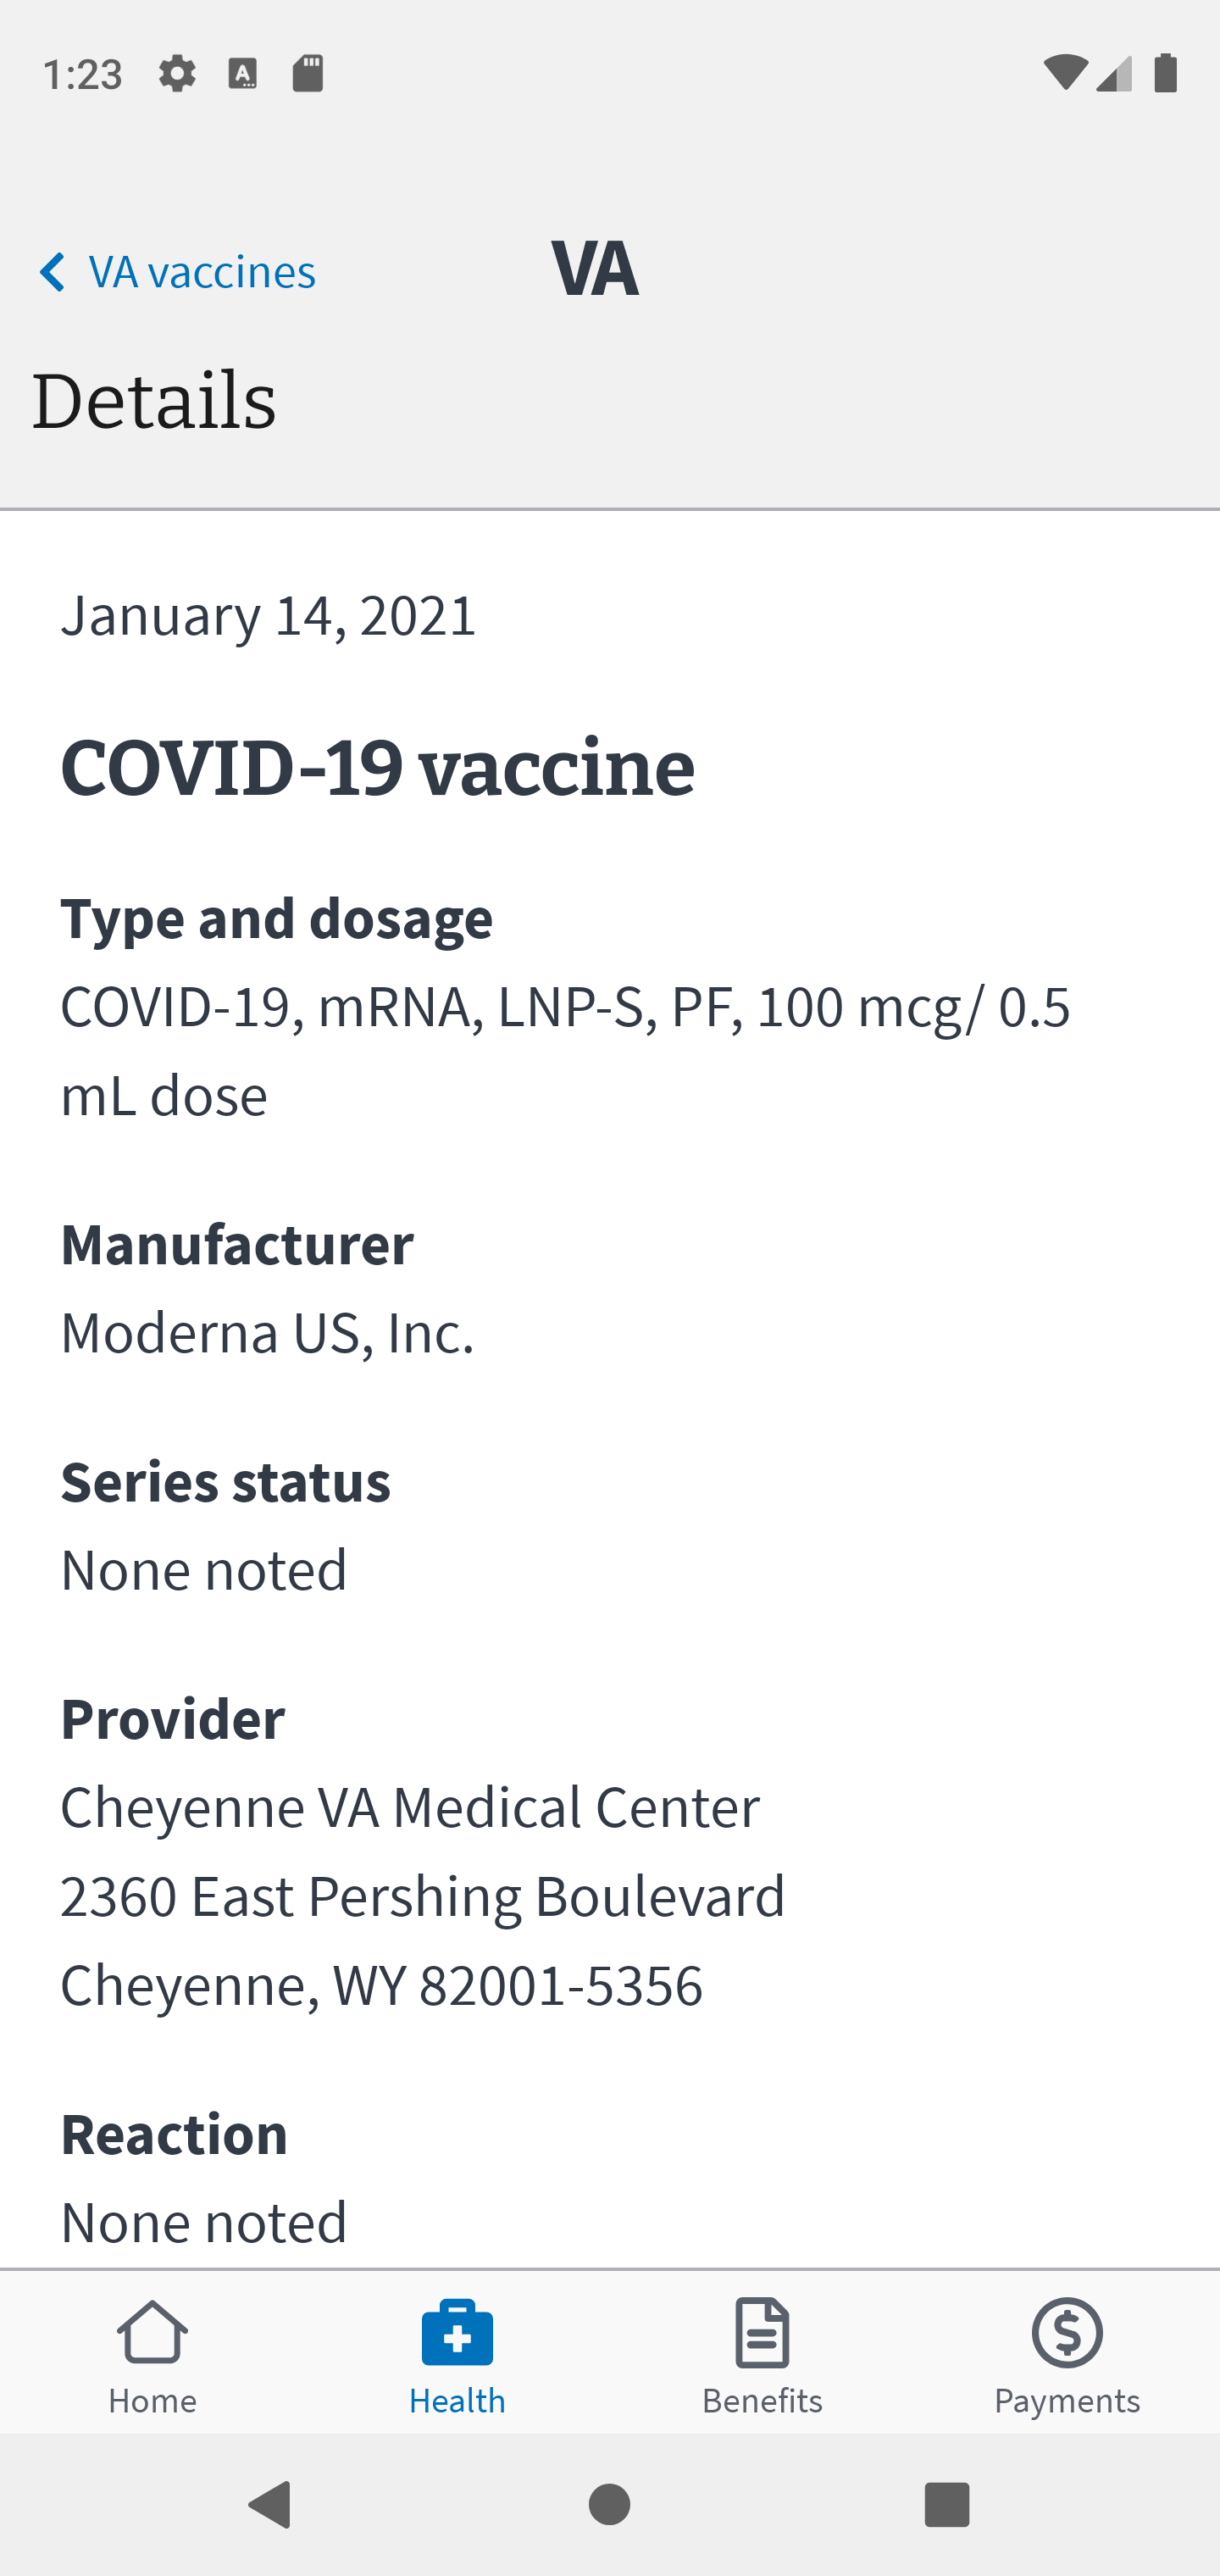 1:23
VA vaccines
VA
Details
January 14, 2021
COVID-19 vaccine
Type and dosage
COVID-19, mRNA, LNP-S, PF, 100 mcg/ 0.5
mL dose
Manufacturer
Moderna US, Inc.
Series status
None noted
Provider
Cheyenne VA Medical Center
2360 East Pershing Boulevard
Cheyenne, WY 82001-5356
Reaction
None noted
Home
Health
Benefits
Payments